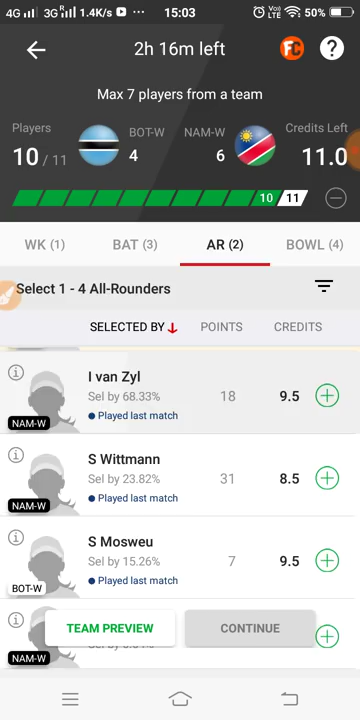 4G 3G R 1.4K/s ... 15:03 Vo) LTE 50%
2h 16m left FC ?
Max 7 players from a team
Players BOT-W NAM-W Credits Left
10 / 11 4 6 11.0
10 11
WK (1) BAT (3) AR (2) BOWL (4)
Select 1 - 4 All-Rounders
SELECTED BY POINTS CREDITS
I van Zyl
Sel by 68.33% 18 9.5
Played last match
NAM-W
S Wittmann
Sel by 23.82% 31 8.5
Played last match
NAM-W
S Mosweu
Sel by 15.26% 7 9.5
Played last match
BOT-W
TEAM PREVIEW CONTINUE
NAM-W